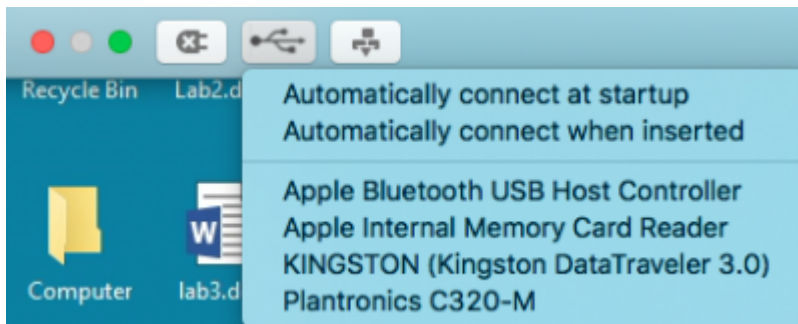 Recycle Bin
Lab2.d
Automatically connect at startup
Automatically connect when inserted
Apple Bluetooth USB Host Controller
Apple Internal Memory Card Reader
KINGSTON (Kingston DataTraveler 3.0)
Plantronics C320-M
W
Computer
lab3.d